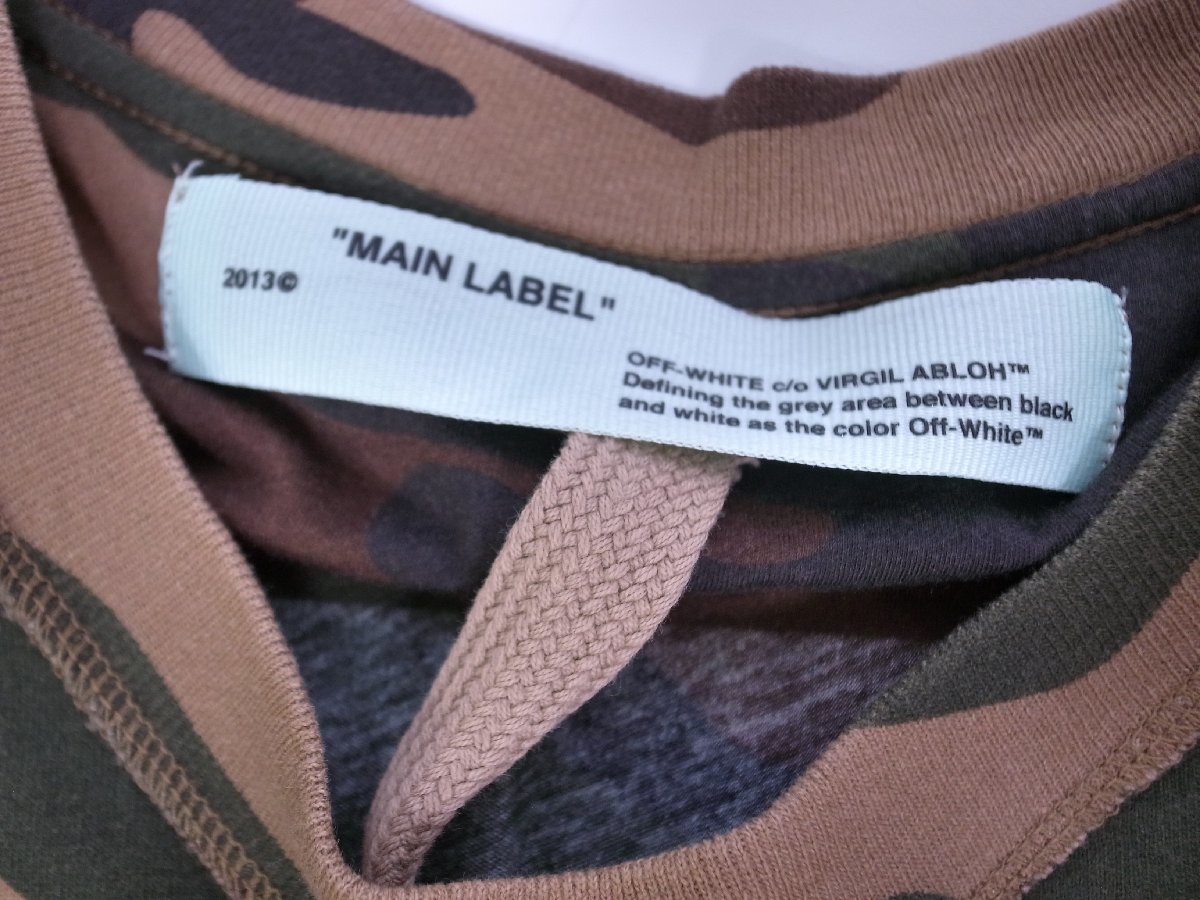 "MAIN LABEL"
2013©
OFF-WHITE c/o VIRGIL ABLOH™
Defining the grey area between black
and white as the color Off-White™